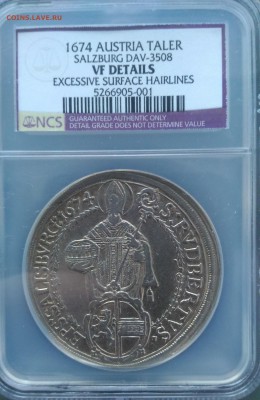 COINS.LAVE.RU
1674 AUSTRIA TALER
SALZBURG DAV-3508
VF DETAILS
EXCESSIVE SURFACE HAIRLINES
5266905-001
NCS
GUARANTEED AUTHENTIC ONLY
DETAIL GRADE DOES NOT DETERMINE VALUE
S:RVDBERTVS
SALISBVRG:1674